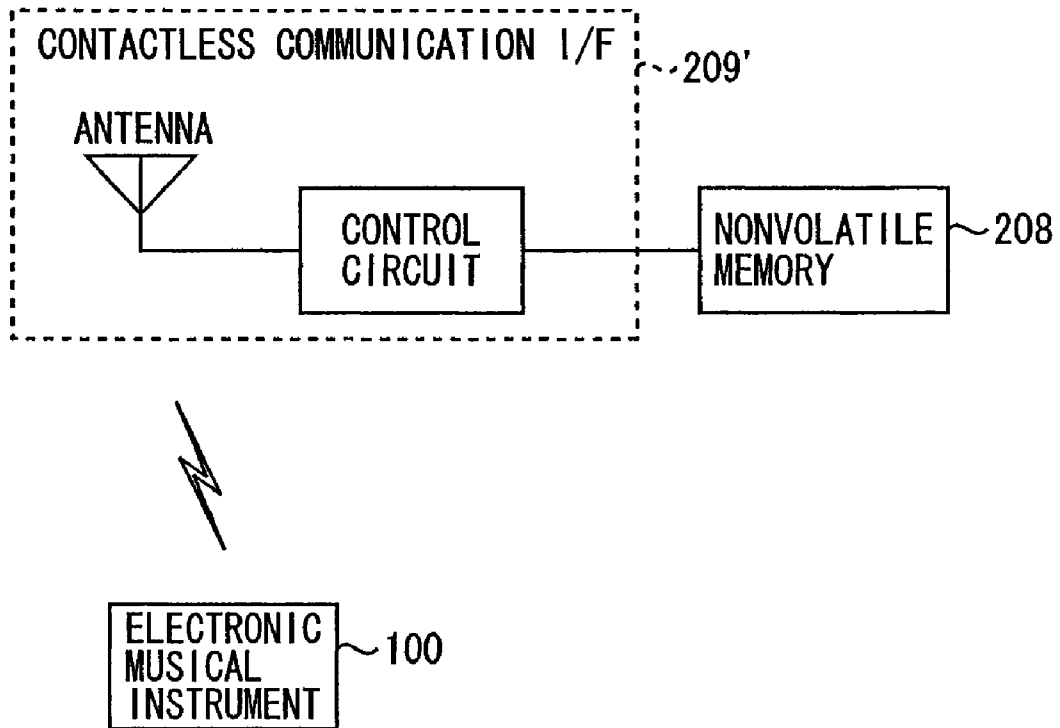 CONTACTLESS COMMUNICATION I/F
209'
ANTENNA
CONTROL
CIRCUIT
NONVOLATILE
MEMORY
208
ELECTRONIC
MUSICAL
INSTRUMENT
100